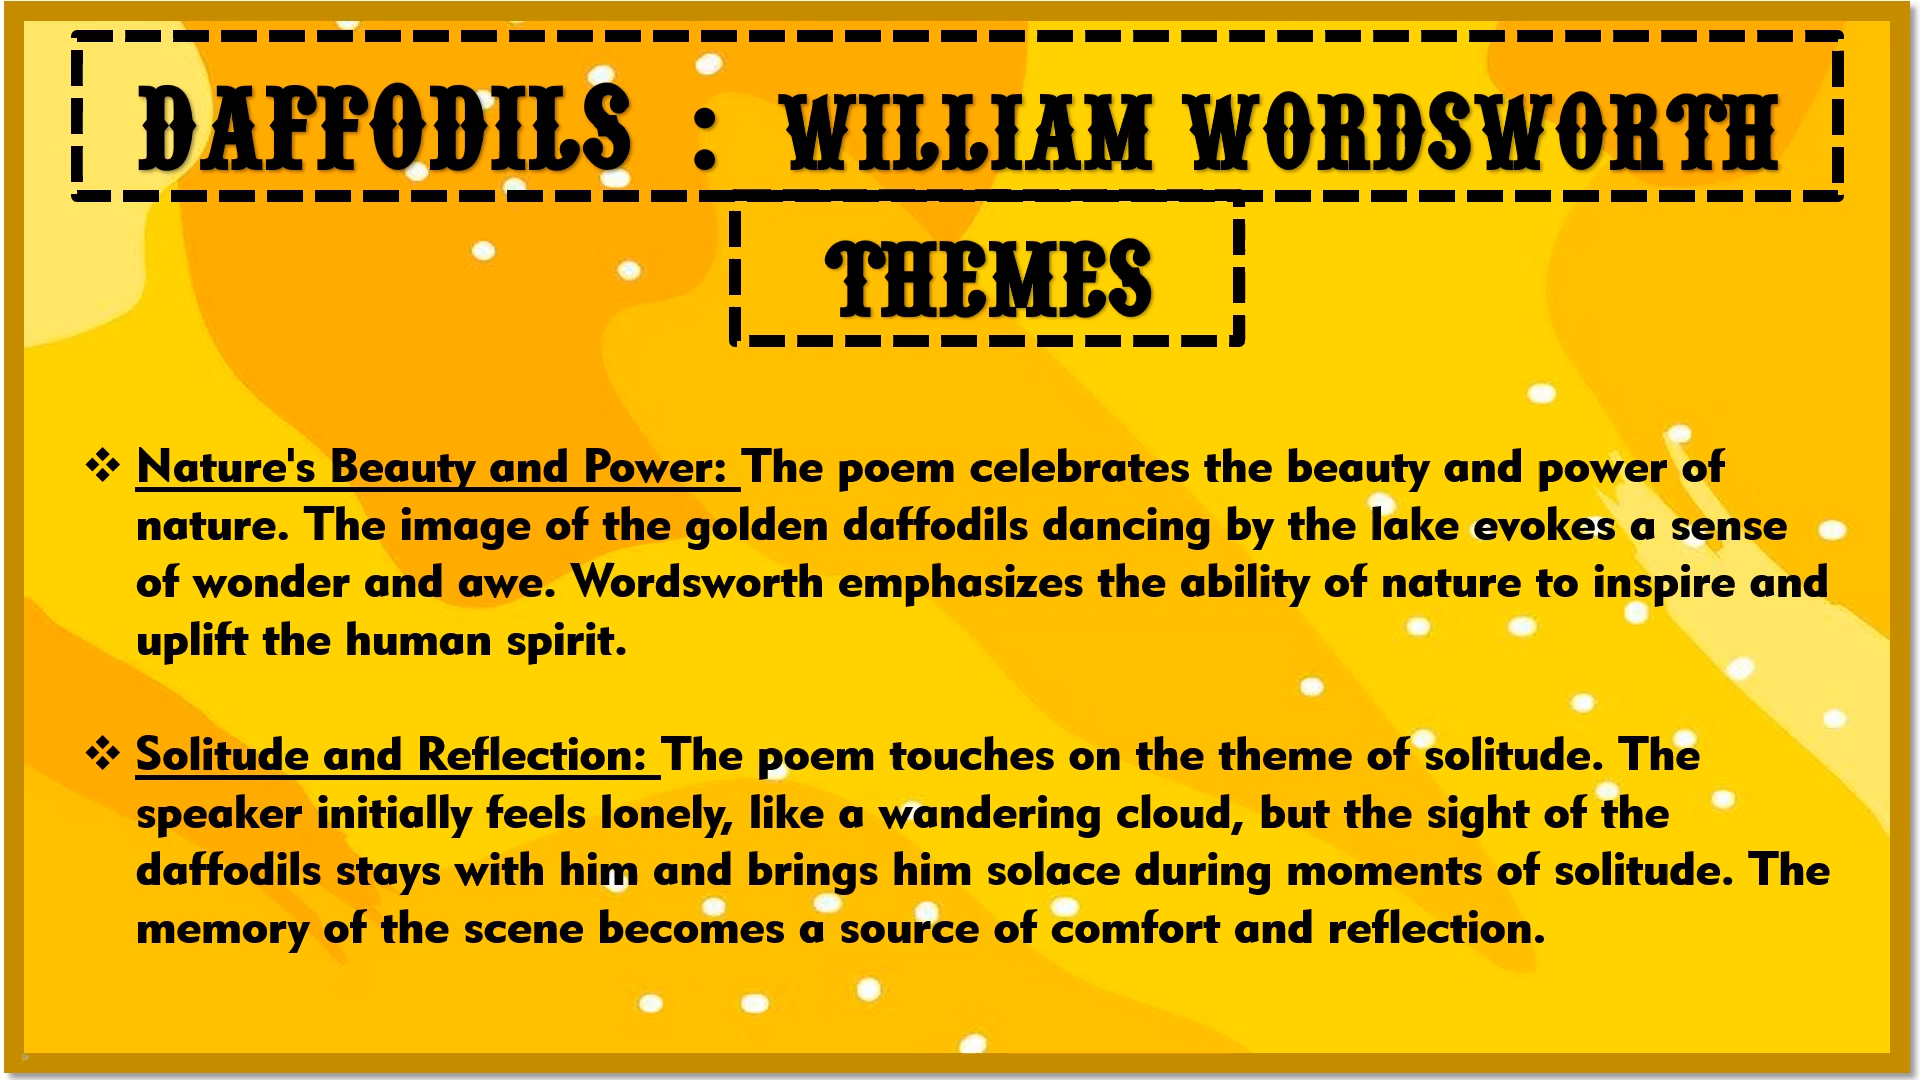 DAFFODILS : WILLIAM WORDSWORTH
THEMES
❖ Nature's Beauty and Power: The poem celebrates the beauty and power of
nature. The image of the golden daffodils dancing by the lake evokes a sense
of wonder and awe. Wordsworth emphasizes the ability of nature to inspire and
uplift the human spirit.
❖ Solitude and Reflection: The poem touches on the theme of solitude. The
speaker initially feels lonely, like a wandering cloud, but the sight of the
daffodils stays with him and brings him solace during moments of solitude. The
memory of the scene becomes a source of comfort and reflection.